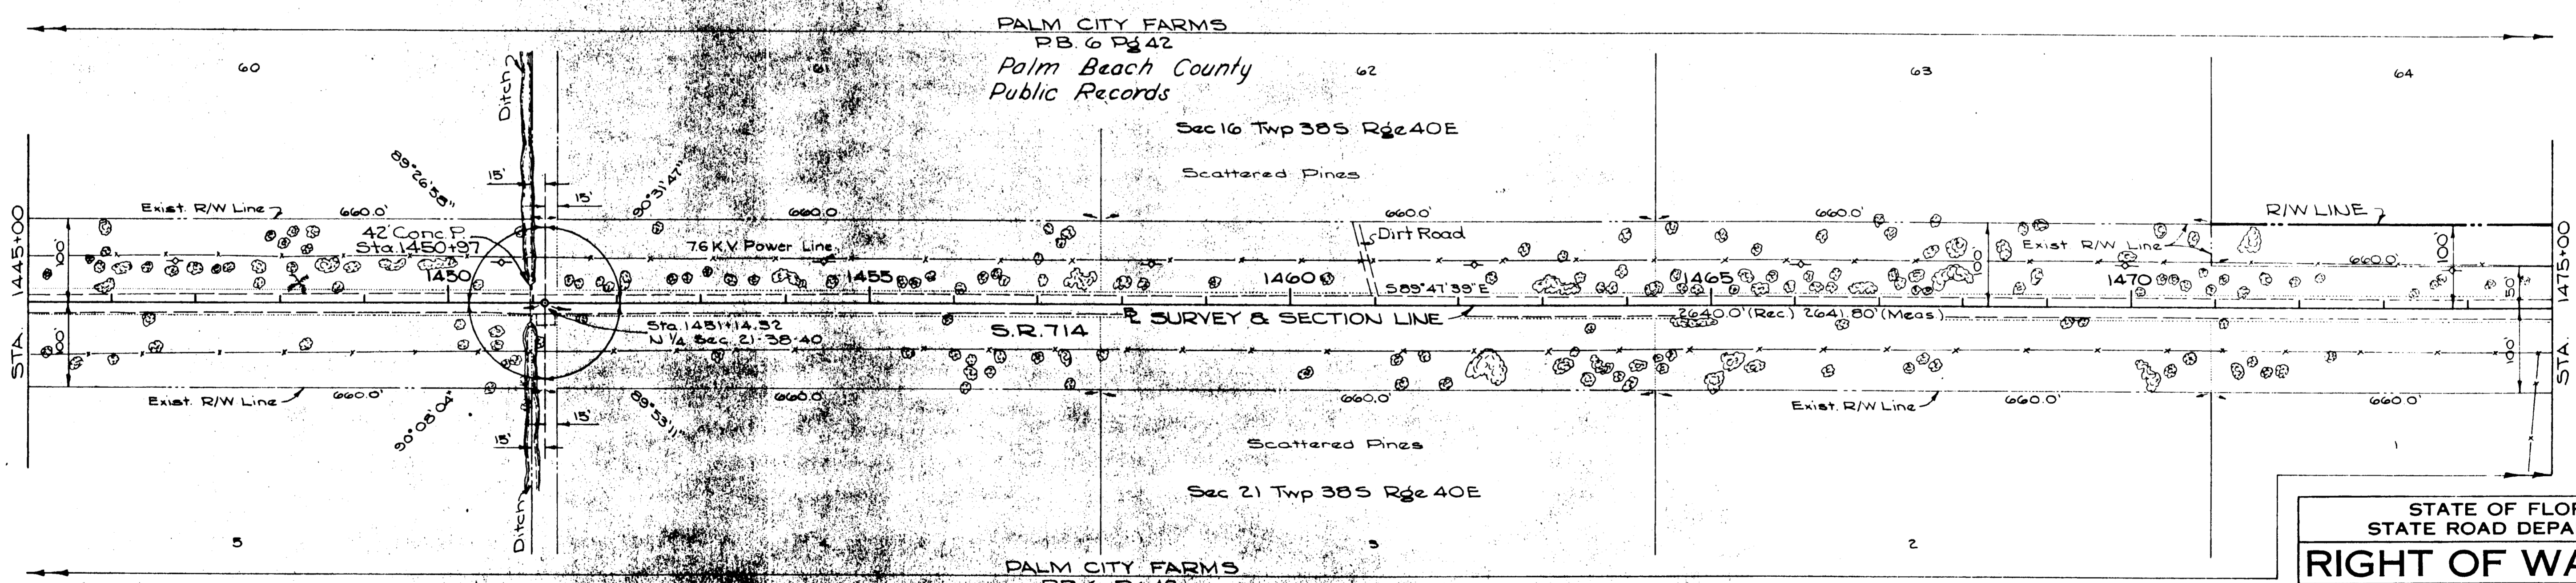 PALM CITY FARMS
P.B. 6 Pg 42
Palm Beach County
Public Records
60
61
62
63
64
Ditch
Sec 16 Twp 38S Rge 40E
Scattered Pines
89°26'58"
90°31'47"
15'
15'
STA. 1445+00
Exist. R/W Line
660.0'
660.0
660.0'
660.0'
R/W LINE
42" Conc. P.
Sta. 1450+97
7.6 K.V. Power Line
Dirt Road
Exist R/W Line
660.0'
100'
100'
100'
50'
1450
1455
1460
1465
1470
S 89°47'39" E
STA. 1475+00
Sta. 1451+14.52
N 1/4 Sec. 21-38-40
S.R. 714
℄ SURVEY & SECTION LINE
2640.0' (Rec) 2641.80' (Meas)
100'
100'
Exist. R/W Line
660.0'
660.0
660.0'
Exist. R/W Line
660.0'
660.0'
90°08'04"
89°53'11"
15'
15'
Scattered Pines
Sec 21 Twp 38S Rge 40E
Ditch
5
4
3
2
1
PALM CITY FARMS
STATE OF FLOR
STATE ROAD DEPA
RIGHT OF WA